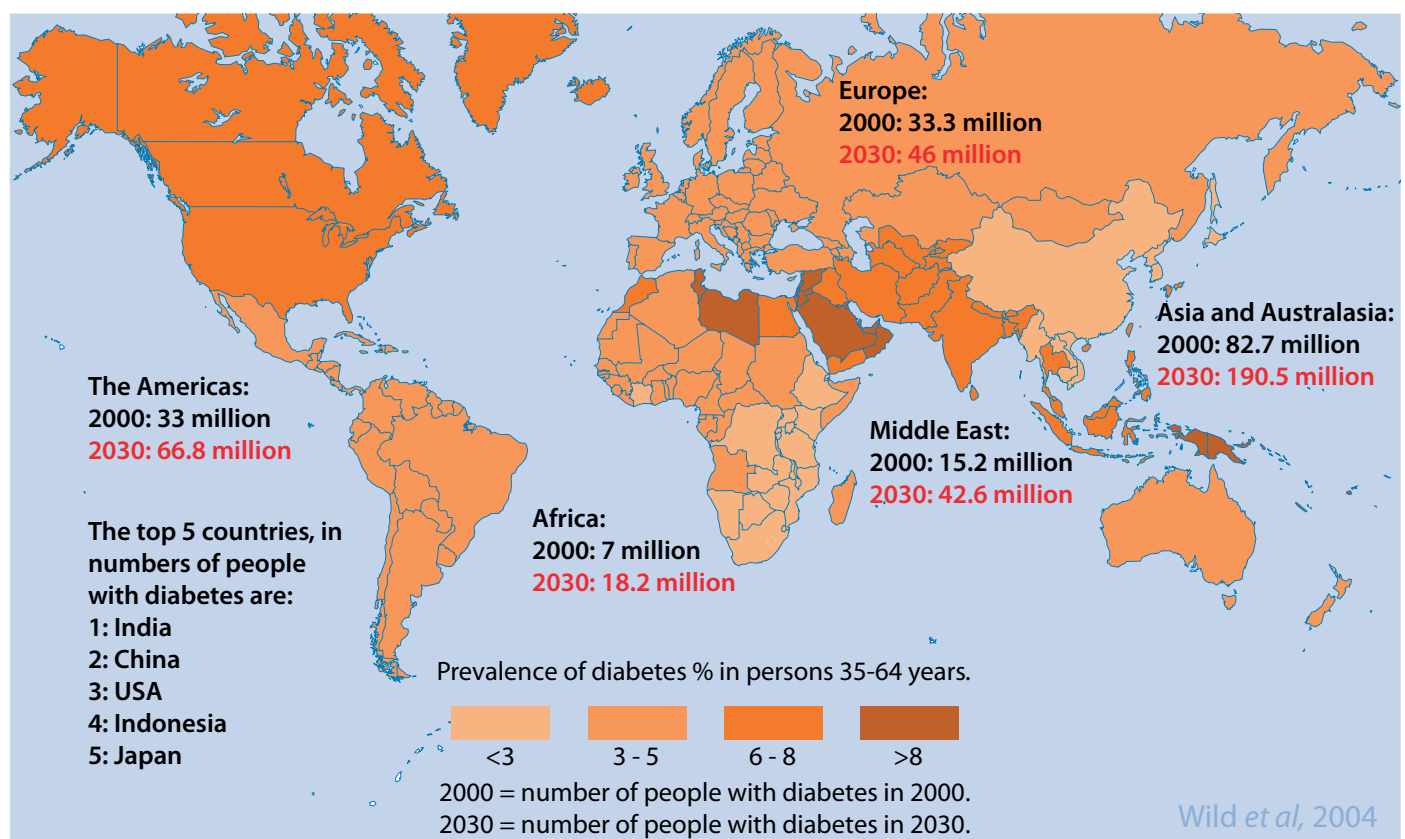 Europe:
2000: 33.3 million
2030: 46 million
Asia and Australasia:
2000: 82.7 million
2030: 190.5 million
The Americas:
2000: 33 million
2030: 66.8 million
Middle East:
2000: 15.2 million
2030: 42.6 million
Africa:
2000: 7 million
2030: 18.2 million
The top 5 countries, in
numbers of people
with diabetes are:
1: India
2: China
3: USA
4: Indonesia
5: Japan
Prevalence of diabetes % in persons 35-64 years.
<3 3 - 5 6 - 8 >8
2000 = number of people with diabetes in 2000.
2030 = number of people with diabetes in 2030.
Wild et al, 2004